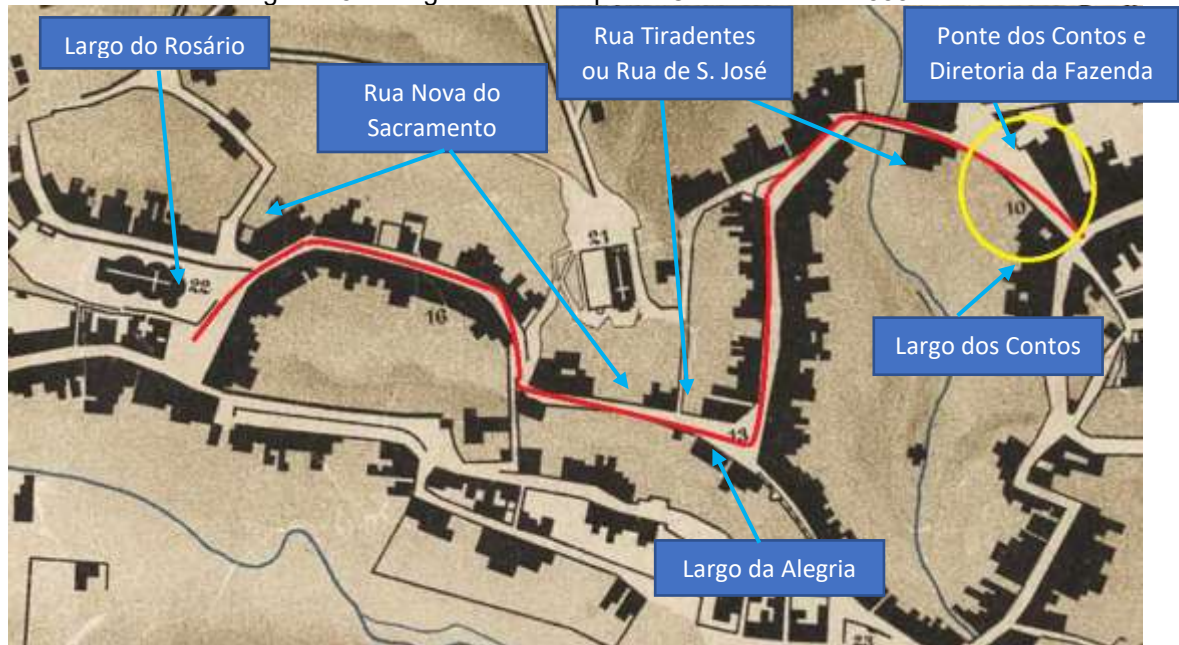 Largo do Rosário
Rua Nova do
Sacramento
Rua Tiradentes
ou Rua de S. José
Ponte dos Contos e
Diretoria da Fazenda
Largo dos Contos
Largo da Alegria
22
16
21
13
10
23